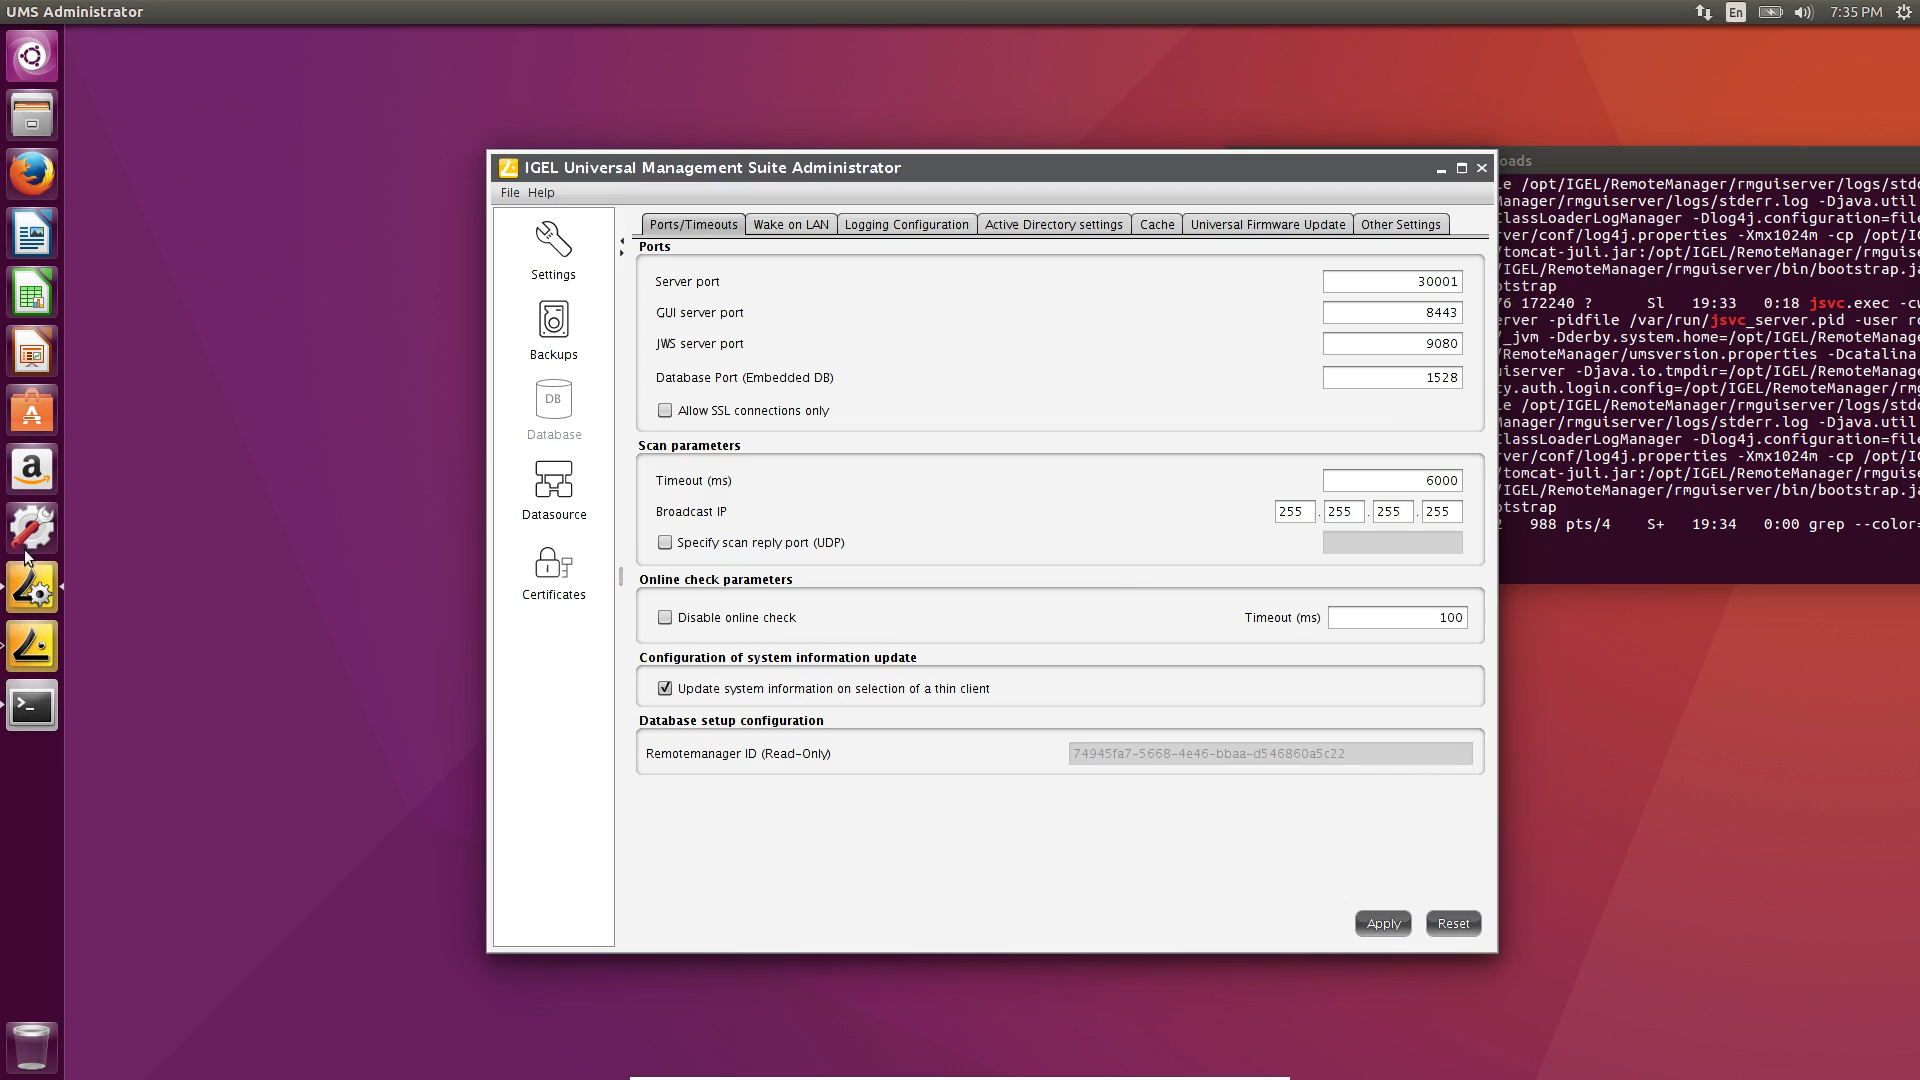 UMS Administrator
En
7:35 PM
IGEL Universal Management Suite Administrator
File Help
Settings
Backups
DB
Database
Datasource
Certificates
Ports/Timeouts
Wake on LAN
Logging Configuration
Active Directory settings
Cache
Universal Firmware Update
Other Settings
Ports
Server port 30001
GUI server port 8443
JWS server port 9080
Database Port (Embedded DB) 1528
Allow SSL connections only
Scan parameters
Timeout (ms) 6000
Broadcast IP 255 . 255 . 255 . 255
Specify scan reply port (UDP)
Online check parameters
Disable online check Timeout (ms) 100
Configuration of system information update
Update system information on selection of a thin client
Database setup configuration
Remotemanager ID (Read-Only) 74945fa7-5668-4e46-bbaa-d546860a5c22
Apply Reset
oads
le /opt/IGEL/RemoteManager/rmguiserver/logs/stdo
Manager/rmguiserver/logs/stderr.log -Djava.util
ClassLoaderLogManager -Dlog4j.configuration=file
ver/conf/log4j.properties -Xmx1024m -cp /opt/IG
/tomcat-juli.jar:/opt/IGEL/RemoteManager/rmguis
/IGEL/RemoteManager/rmguiserver/bin/bootstrap.ja
otstrap
76 172240 ? Sl 19:33 0:18 jsvc.exec -cw
erver -pidfile /var/run/jsvc_server.pid -user ro
/_jvm -Dderby.system.home=/opt/IGEL/RemoteManage
/RemoteManager/umsversion.properties -Dcatalina
uiserver -Djava.io.tmpdir=/opt/IGEL/RemoteManage
ty.auth.login.config=/opt/IGEL/RemoteManager/rmg
le /opt/IGEL/RemoteManager/rmguiserver/logs/stdo
Manager/rmguiserver/logs/stderr.log -Djava.util
ClassLoaderLogManager -Dlog4j.configuration=file
ver/conf/log4j.properties -Xmx1024m -cp /opt/IG
/tomcat-juli.jar:/opt/IGEL/RemoteManager/rmguis
/IGEL/RemoteManager/rmguiserver/bin/bootstrap.ja
otstrap
2 988 pts/4 S+ 19:34 0:00 grep --color=